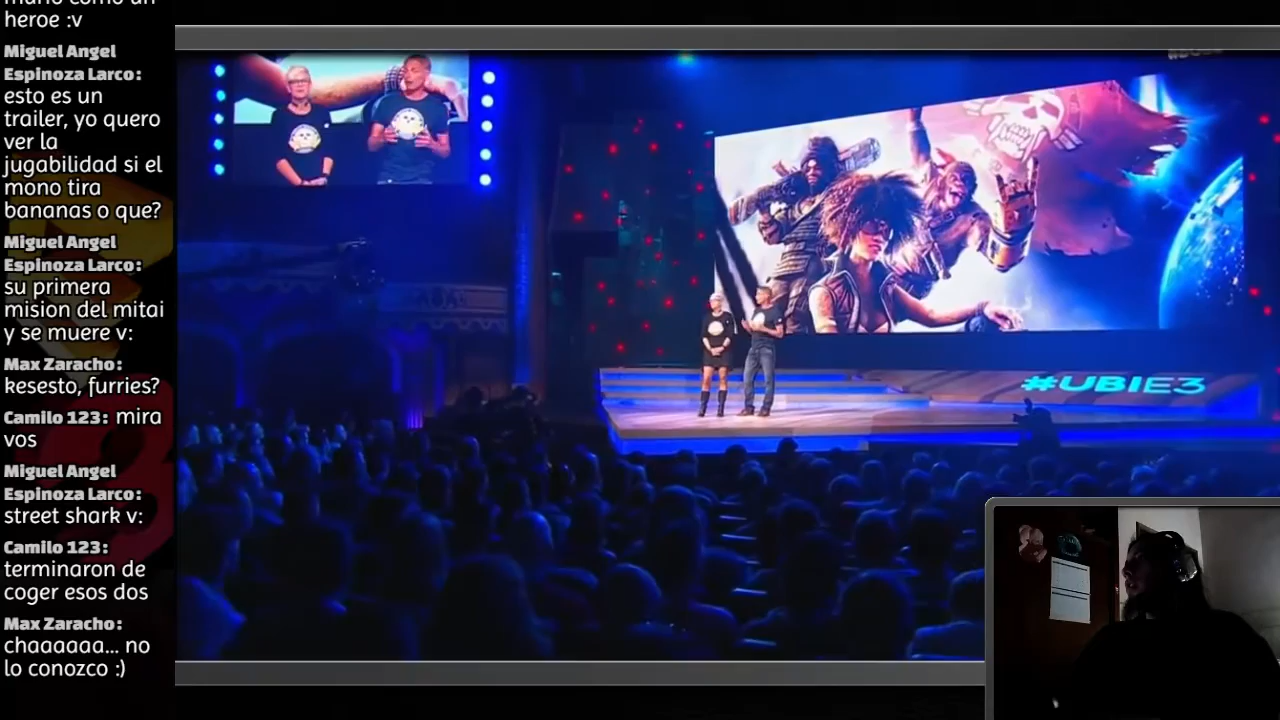 heroe :v
Miguel Angel
Espinoza Larco:
esto es un
trailer, yo quero
ver la
jugabilidad si el
mono tira
bananas o que?
Miguel Angel
Espinoza Larco:
su primera
mision del mitai
y se muere v:
Max Zaracho:
kesesto, furries?
Camilo 123: mira
vos
Miguel Angel
Espinoza Larco:
street shark v:
Camilo 123:
terminaron de
coger esos dos
Max Zaracho:
chaaaaaa... no
lo conozco :)
#UBIE3